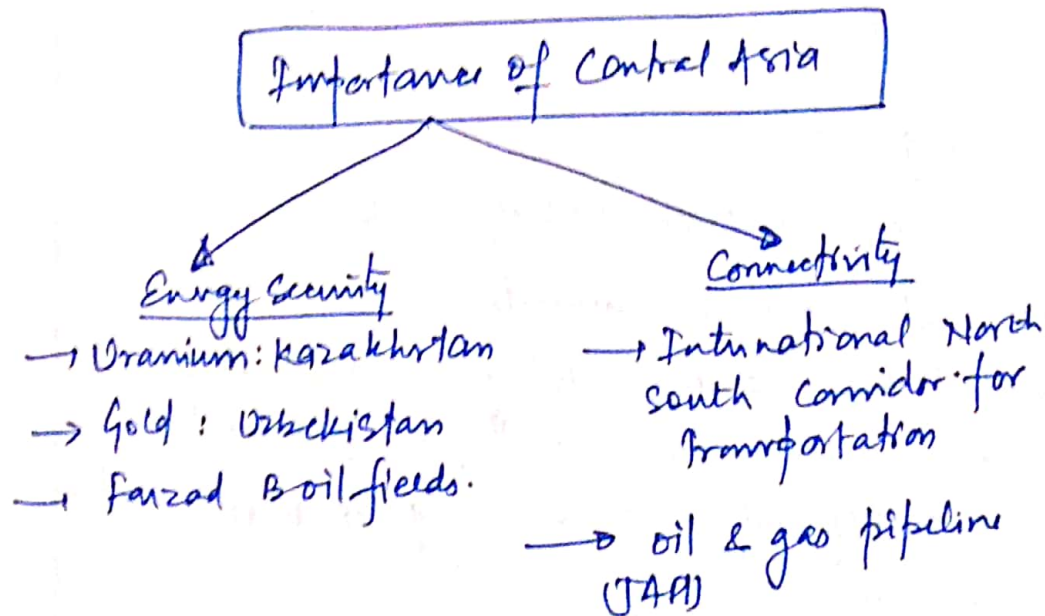 Importance of Central Asia
Energy Security
→ Uranium: Kazakhstan
→ Gold : Uzbekistan
→ Farzad B oil fields.
Connectivity
→ International North
South Corridor for
Transportation
→ oil & gas pipeline
(TAPI)